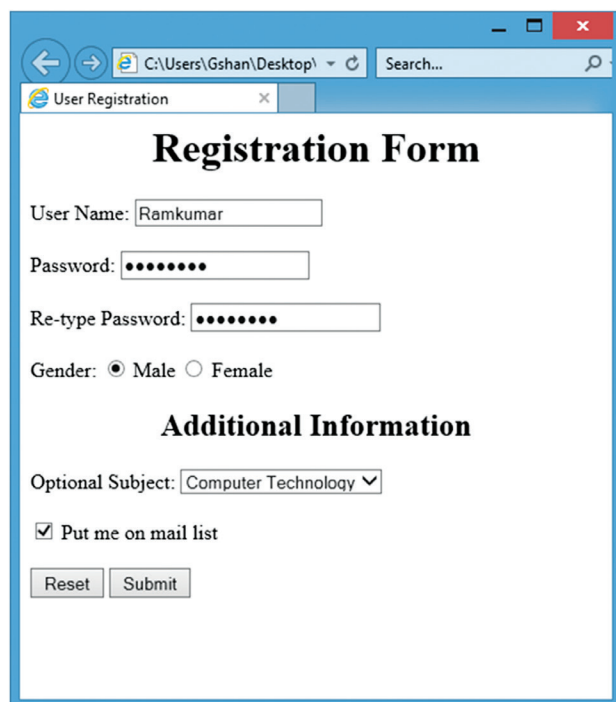 C:\Users\Gshan\Desktop\ Search...
User Registration
Registration Form
User Name: Ramkumar
Password: ●●●●●●●●
Re-type Password: ●●●●●●●●
Gender: Male Female
Additional Information
Optional Subject: Computer Technology
Put me on mail list
Reset Submit